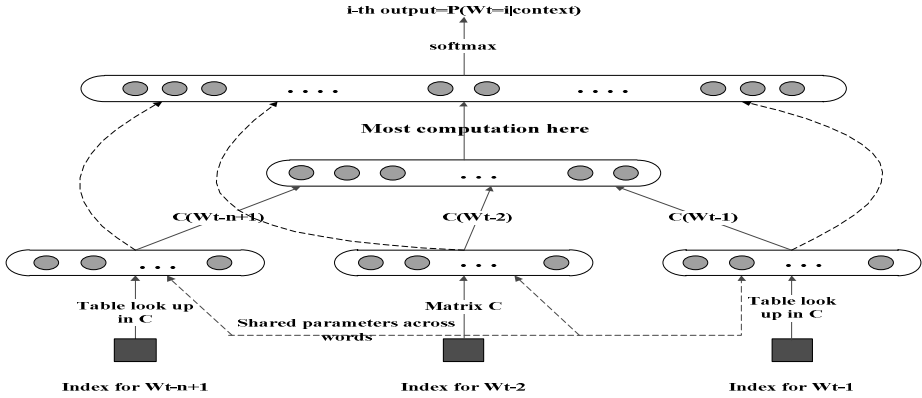 i-th output=P(Wt=i|context)
softmax
. . . .
. . . .
Most computation here
. . .
C(Wt-n+1)
C(Wt-2)
C(Wt-1)
. . .
. . .
. . .
Table look up
in C
Matrix C
Table look
up in C
Shared parameters across
words
Index for Wt-n+1
Index for Wt-2
Index for Wt-1